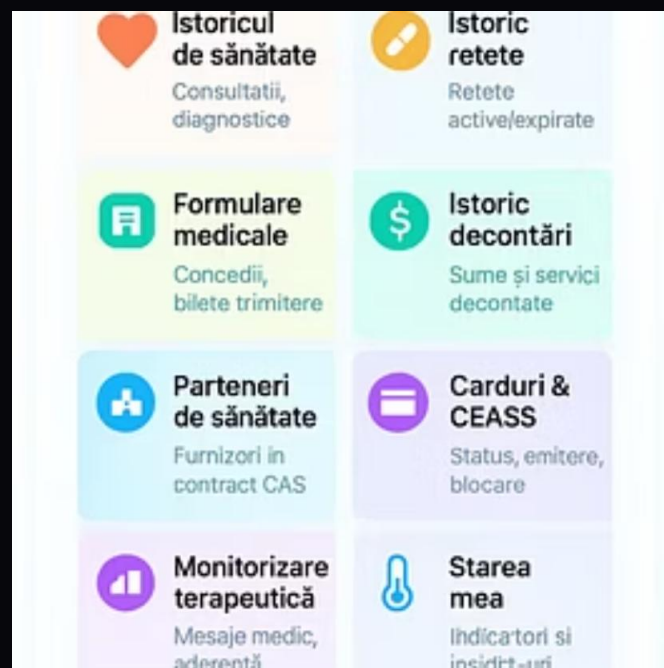 Istoricul
de sănătate
Consultatii,
diagnostice
Istoric
retete
Retete
active/expirate
Formulare
medicale
Concedii,
bilete trimitere
Istoric
decontări
Sume și servici
decontate
Parteneri
de sănătate
Furnizori in
contract CAS
Carduri &
CEASS
Status, emitere,
blocare
Monitorizare
terapeutică
Mesaje medic,
aderență
Starea
mea
Indicatori si